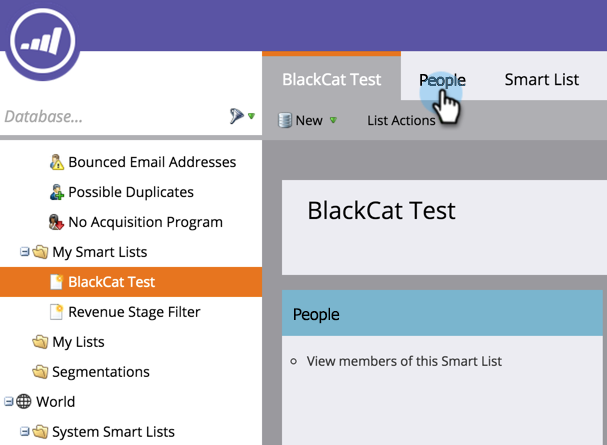 BlackCat Test
People
Smart List
Database...
New
List Actions
Bounced Email Addresses
Possible Duplicates
No Acquisition Program
My Smart Lists
BlackCat Test
Revenue Stage Filter
My Lists
Segmentations
World
System Smart Lists
BlackCat Test
People
View members of this Smart List